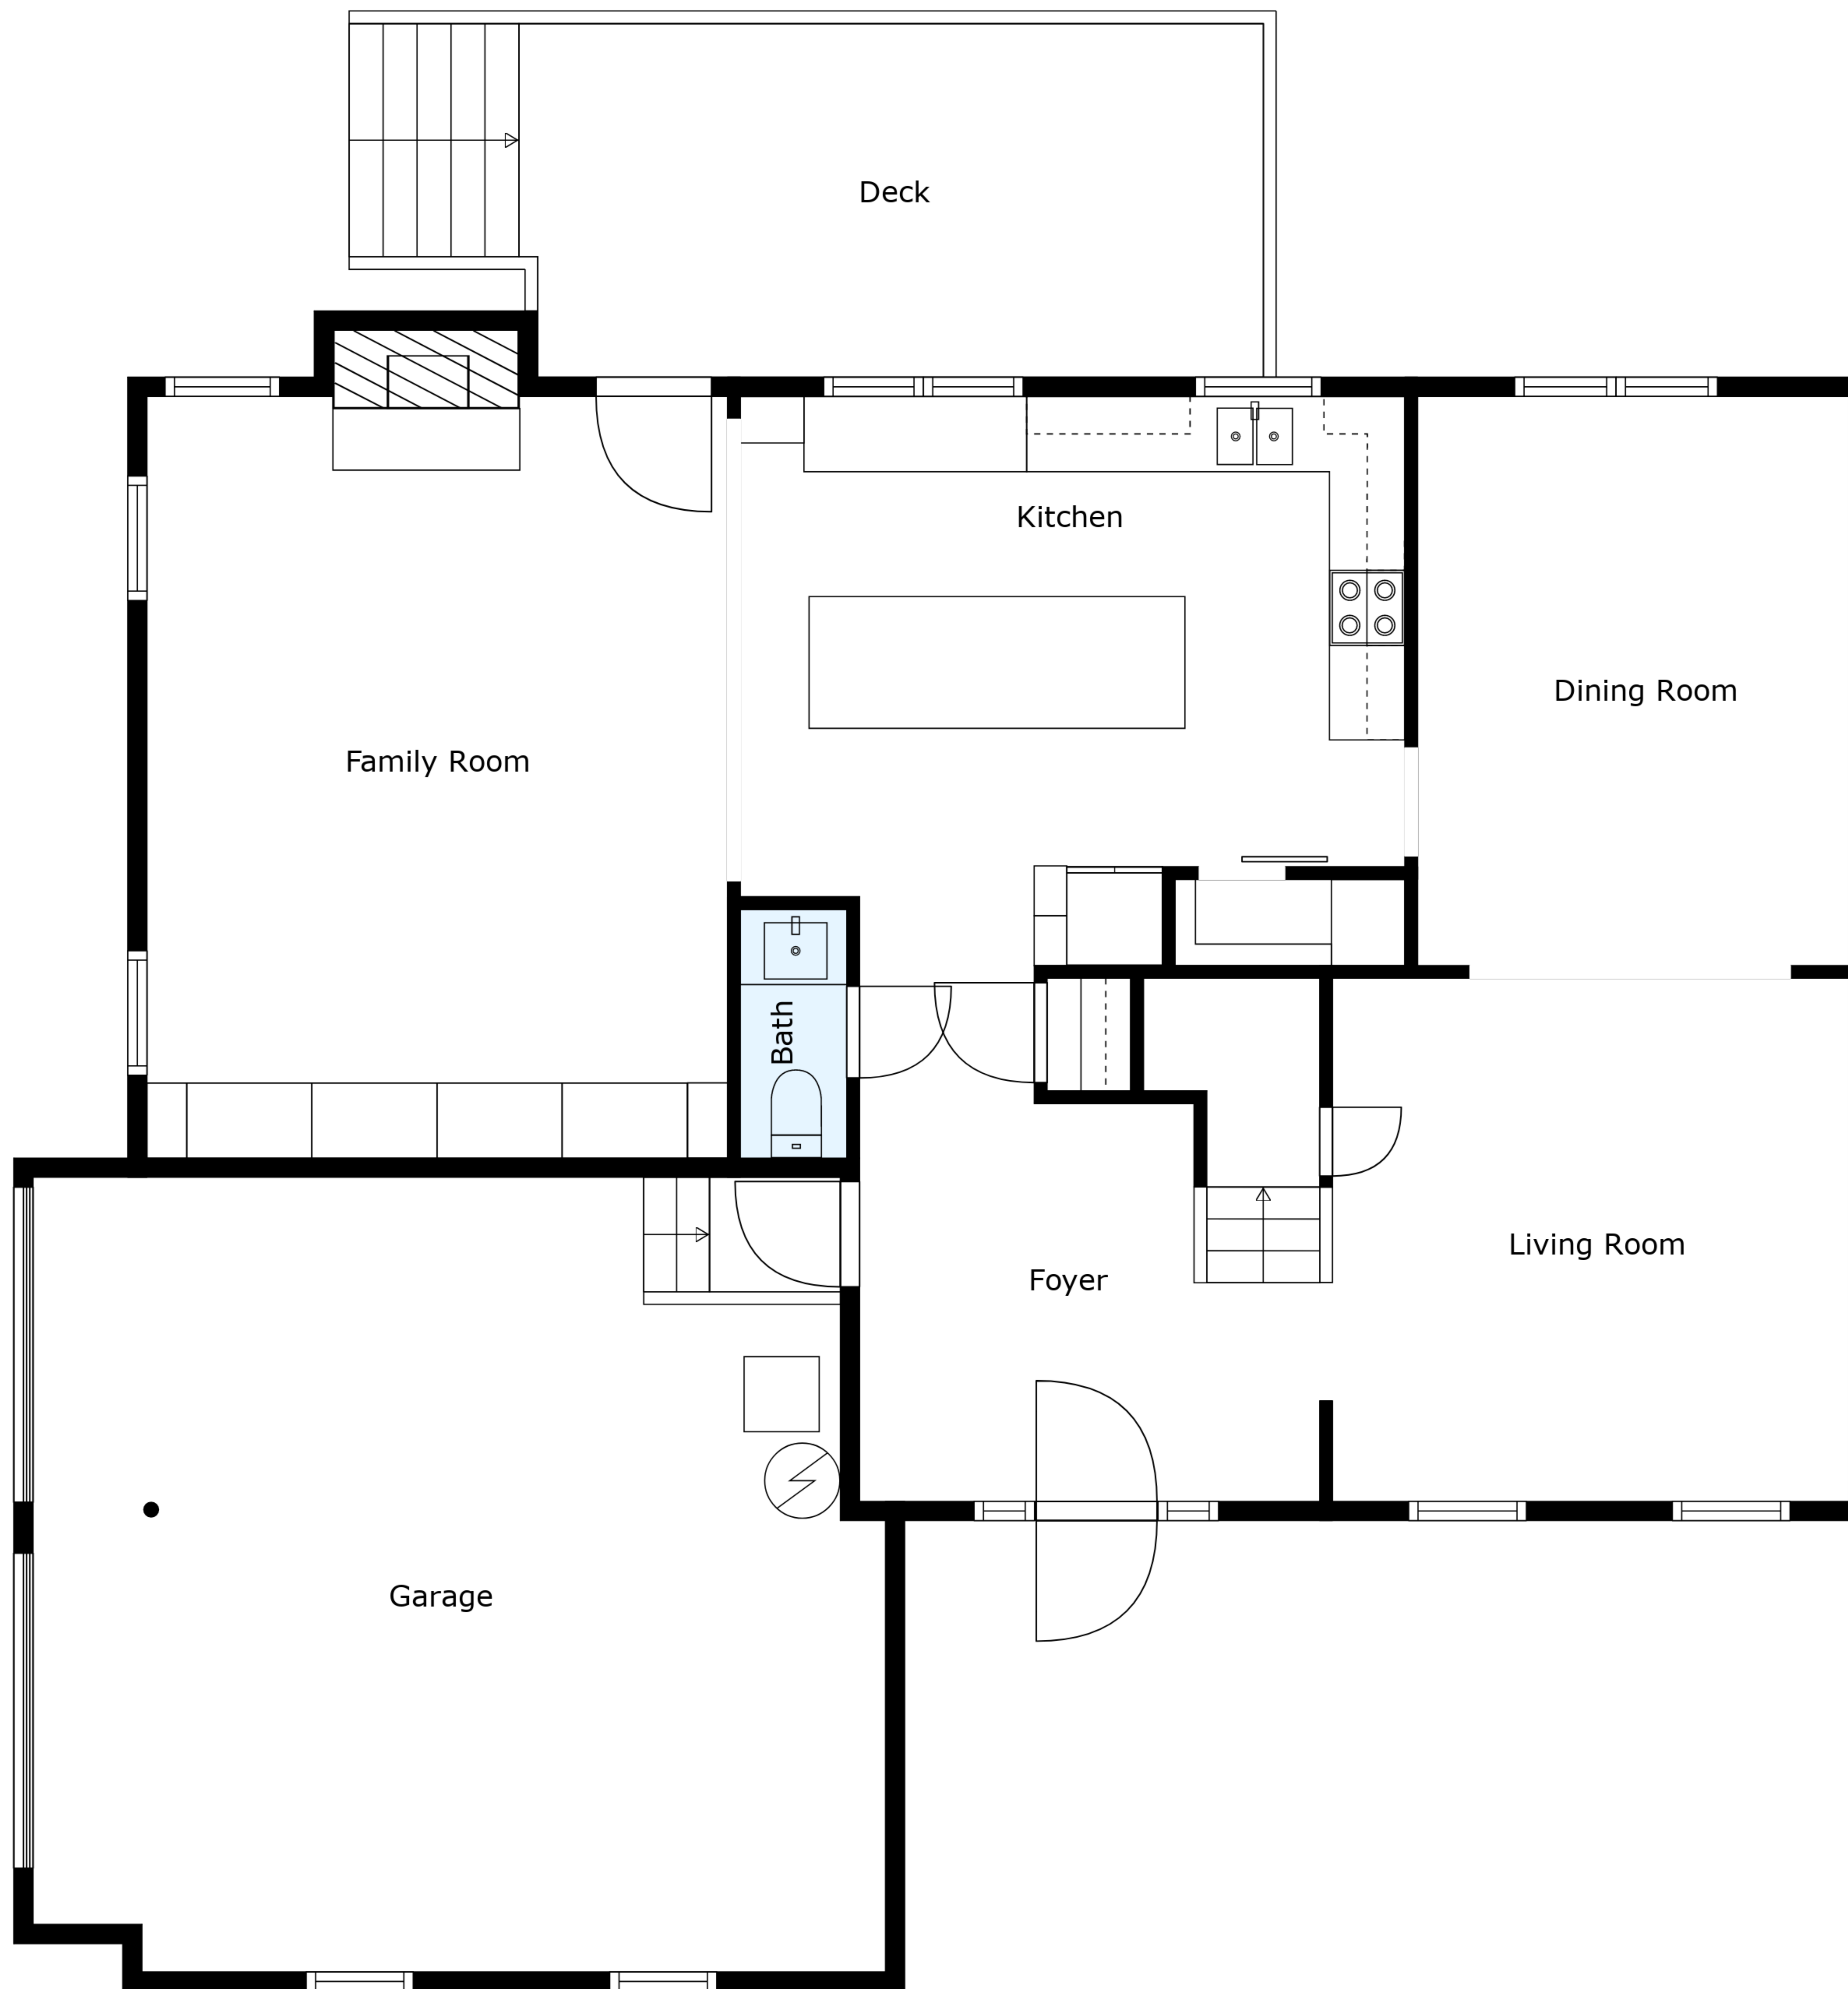 Deck
Kitchen
Dining Room
Family Room
Bath
Living Room
Foyer
Garage